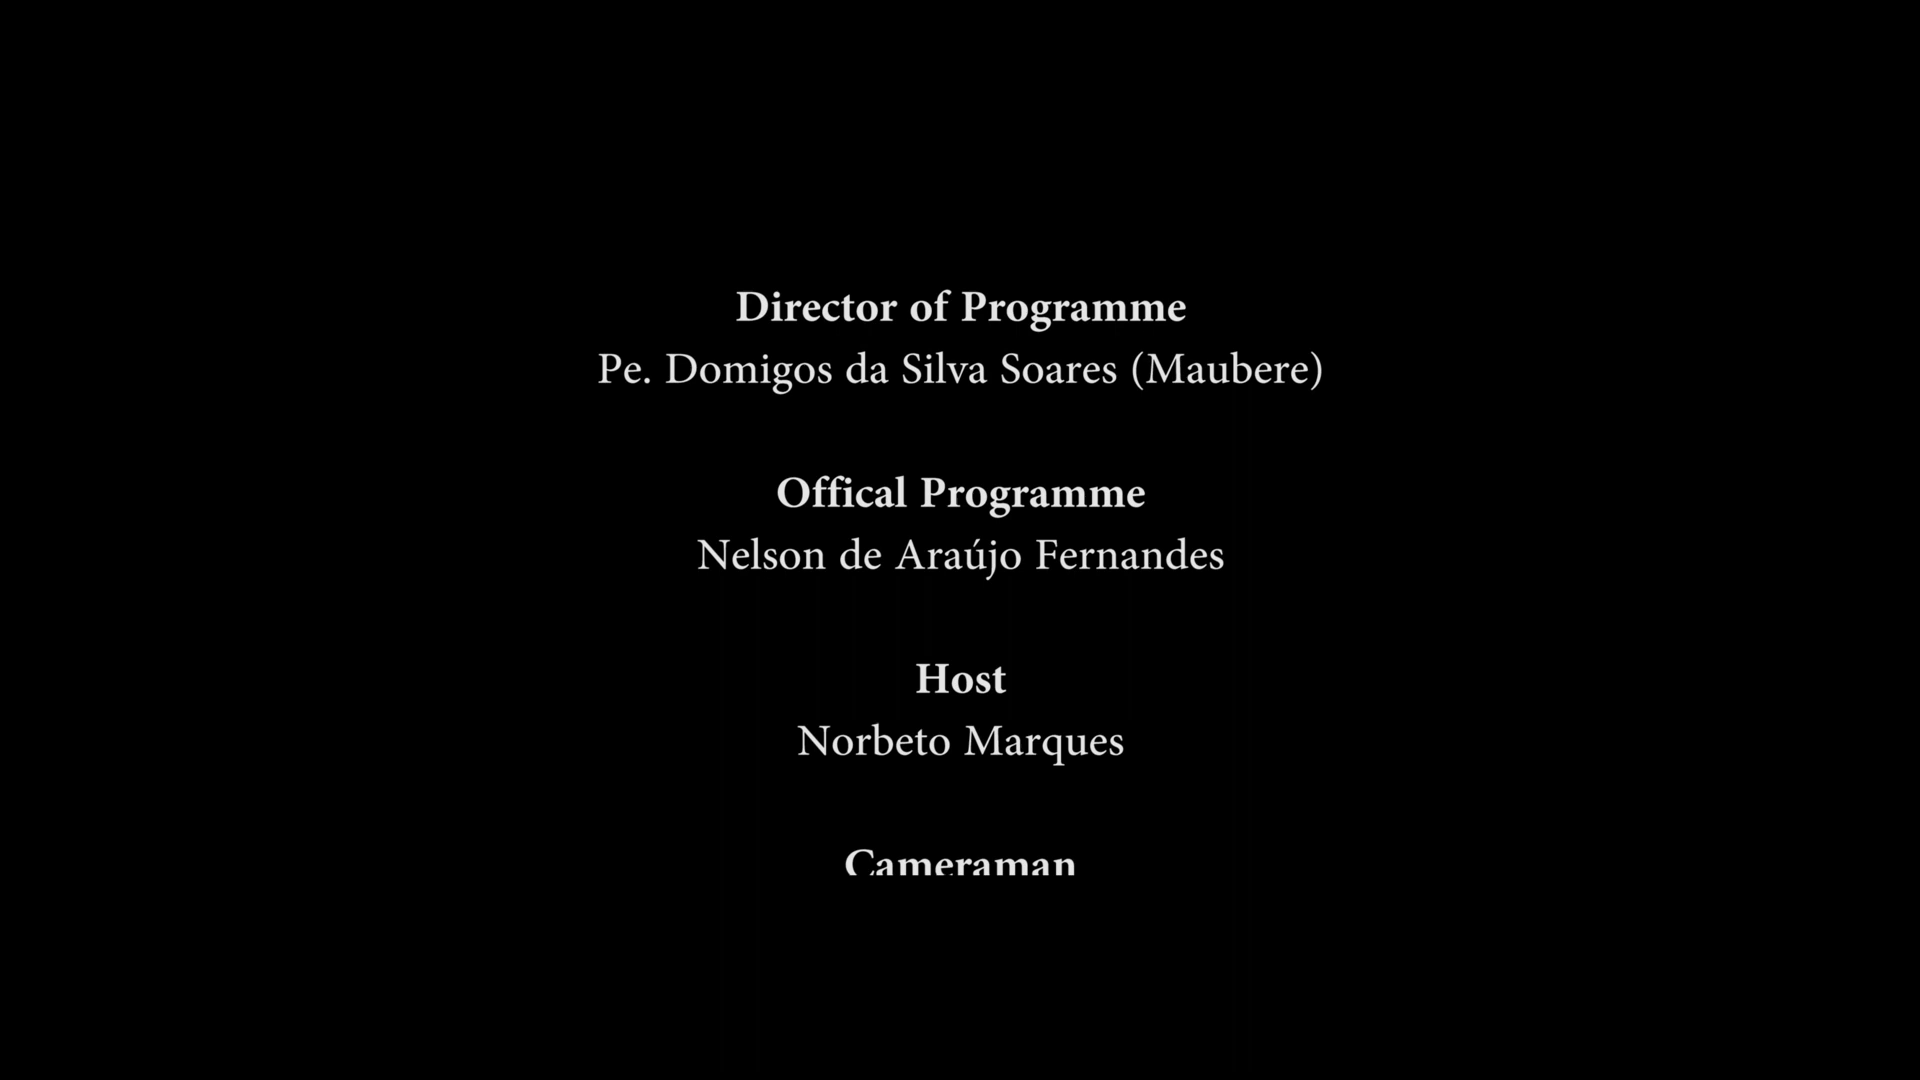 Director of Programme
Pe. Domigos da Silva Soares (Maubere)
Offical Programme
Nelson de Araújo Fernandes
Host
Norbeto Marques
Cameraman